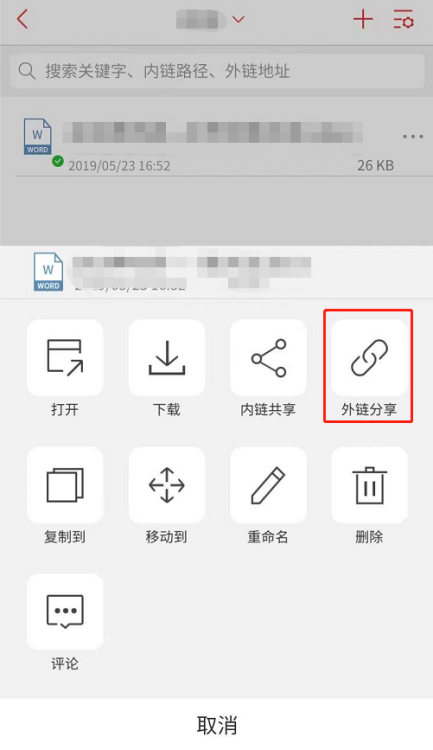 搜索关键字、内链路径、外链地址
W
WORD
2019/05/23 16:52
26 KB
W
WORD
打开
下载
内链共享
外链分享
复制到
移动到
重命名
删除
评论
取消